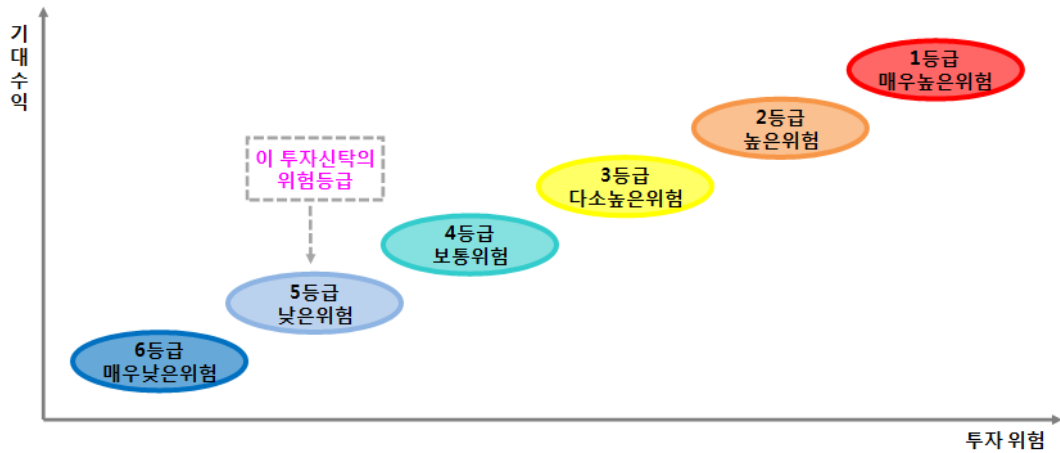 기
대
수
익
1등급
매우높은위험
2등급
높은위험
이 투자신탁의
위험등급
3등급
다소높은위험
4등급
보통위험
5등급
낮은위험
6등급
매우낮은위험
투자 위험